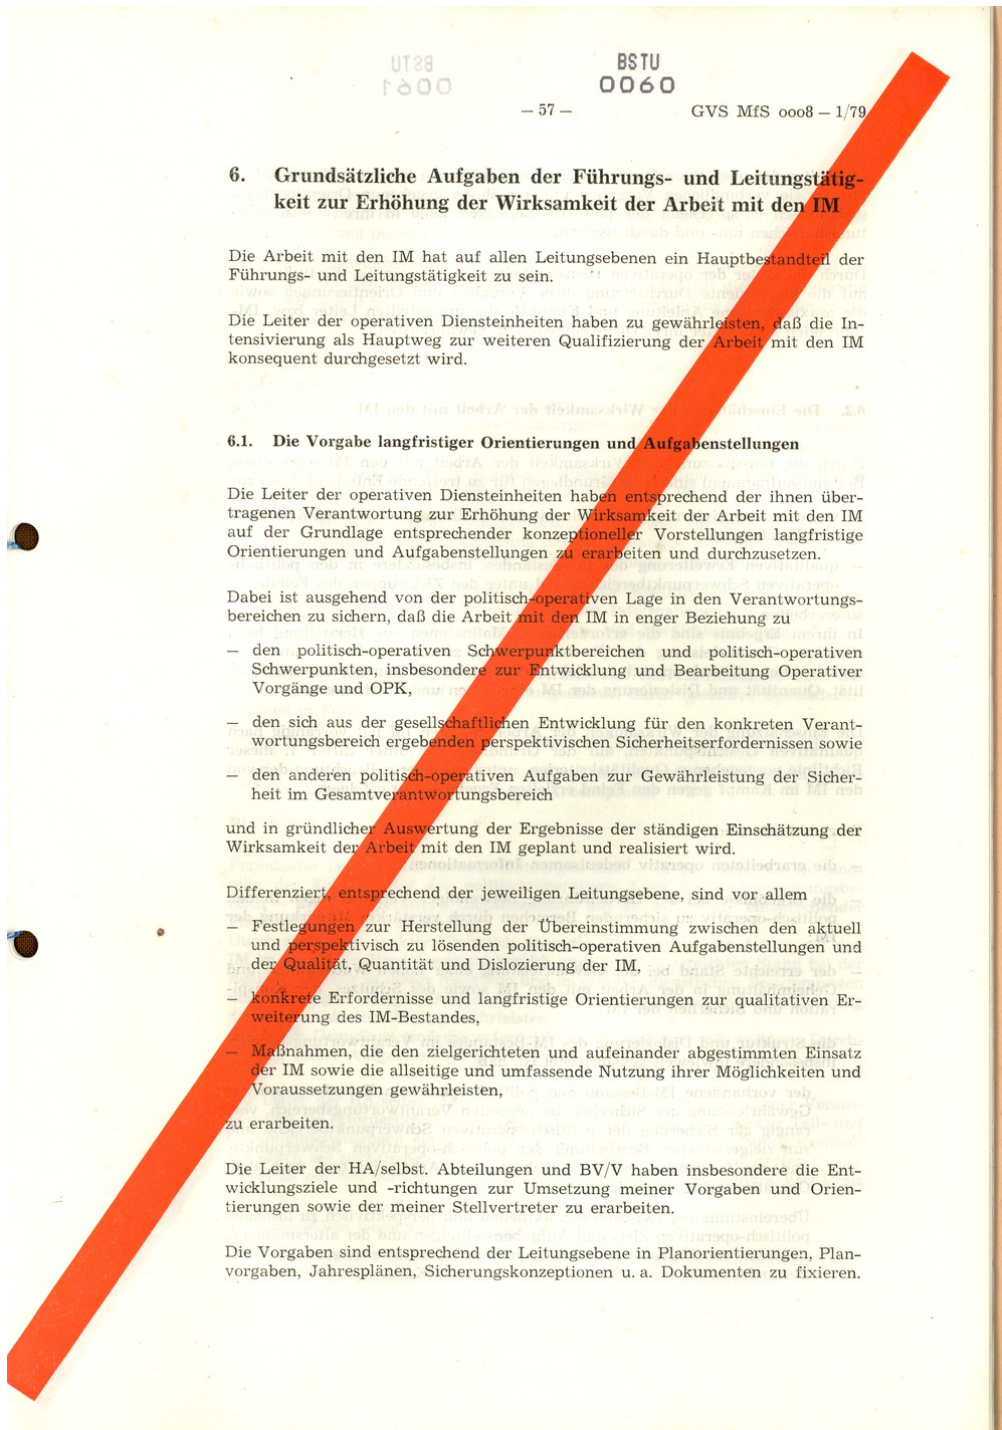 BSTU
0061
BSTU
0060
— 57 —
GVS MfS ooo8 — 1/79
6. Grundsätzliche Aufgaben der Führungs- und Leitungstätig-
keit zur Erhöhung der Wirksamkeit der Arbeit mit den IM
Die Arbeit mit den IM hat auf allen Leitungsebenen ein Hauptbestandteil der
Führungs- und Leitungstätigkeit zu sein.
Die Leiter der operativen Diensteinheiten haben zu gewährleisten, daß die In-
tensivierung als Hauptweg zur weiteren Qualifizierung der Arbeit mit den IM
konsequent durchgesetzt wird.
6.1. Die Vorgabe langfristiger Orientierungen und Aufgabenstellungen
Die Leiter der operativen Diensteinheiten haben entsprechend der ihnen über-
tragenen Verantwortung zur Erhöhung der Wirksamkeit der Arbeit mit den IM
auf der Grundlage entsprechender konzeptioneller Vorstellungen langfristige
Orientierungen und Aufgabenstellungen zu erarbeiten und durchzusetzen.
Dabei ist ausgehend von der politisch-operativen Lage in den Verantwortungs-
bereichen zu sichern, daß die Arbeit mit den IM in enger Beziehung zu
— den politisch-operativen Schwerpunktbereichen und politisch-operativen
Schwerpunkten, insbesondere zur Entwicklung und Bearbeitung Operativer
Vorgänge und OPK,
— den sich aus der gesellschaftlichen Entwicklung für den konkreten Verant-
wortungsbereich ergebenden perspektivischen Sicherheitserfordernissen sowie
— den anderen politisch-operativen Aufgaben zur Gewährleistung der Sicher-
heit im Gesamtverantwortungsbereich
und in gründlicher Auswertung der Ergebnisse der ständigen Einschätzung der
Wirksamkeit der Arbeit mit den IM geplant und realisiert wird.
Differenziert, entsprechend der jeweiligen Leitungsebene, sind vor allem
— Festlegungen zur Herstellung der Übereinstimmung zwischen den aktuell
und perspektivisch zu lösenden politisch-operativen Aufgabenstellungen und
der Qualität, Quantität und Dislozierung der IM,
— konkrete Erfordernisse und langfristige Orientierungen zur qualitativen Er-
weiterung des IM-Bestandes,
— Maßnahmen, die den zielgerichteten und aufeinander abgestimmten Einsatz
der IM sowie die allseitige und umfassende Nutzung ihrer Möglichkeiten und
Voraussetzungen gewährleisten,
zu erarbeiten.
Die Leiter der HA/selbst. Abteilungen und BV/V haben insbesondere die Ent-
wicklungsziele und -richtungen zur Umsetzung meiner Vorgaben und Orien-
tierungen sowie der meiner Stellvertreter zu erarbeiten.
Die Vorgaben sind entsprechend der Leitungsebene in Planorientierungen, Plan-
vorgaben, Jahresplänen, Sicherungskonzeptionen u. a. Dokumenten zu fixieren.